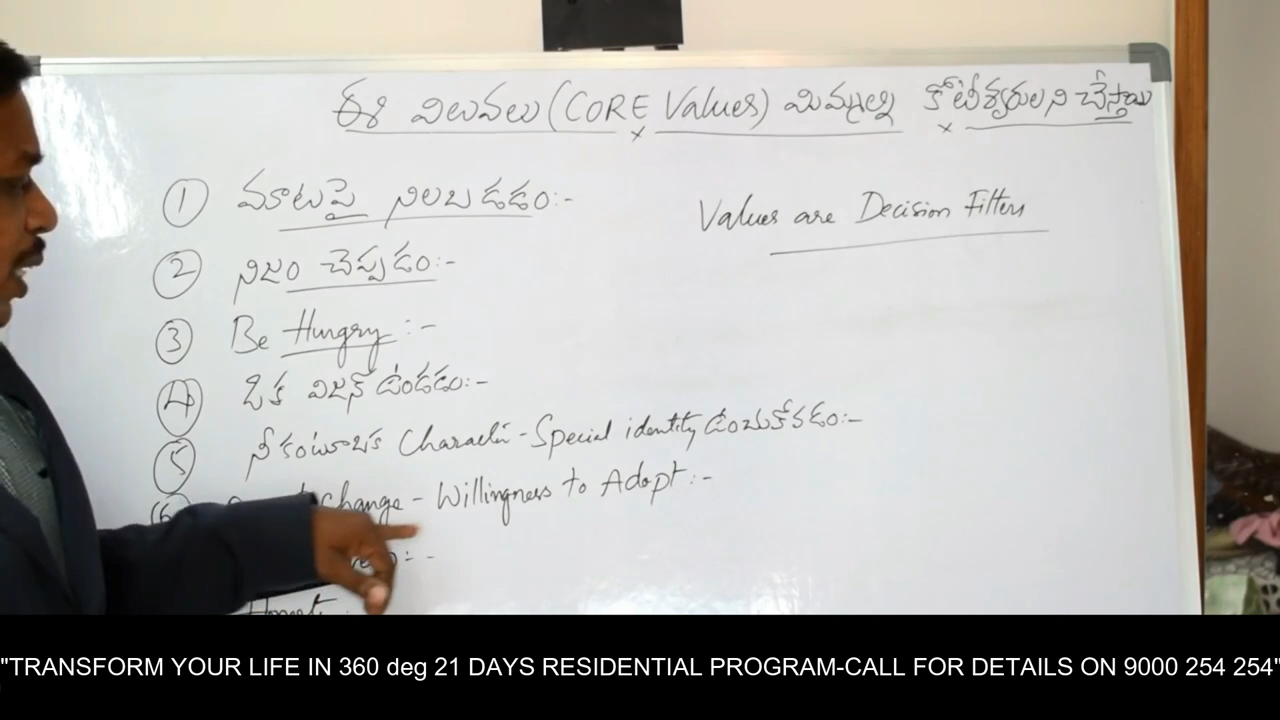 ఈ విలువలు (CORE Values) మిమ్మల్ని కోటీశ్వరులని చేస్తాయి
① మాటపై నిలబడడం:-
Values are Decision Filters
② నిజం చెప్పడం:-
③ Be Hungry:-
④ ఓక విజన్ ఉండడం:-
⑤ నీకంటూ ఒక Character - Special identity ఉంచుకోవడం:-
change - Willingness to Adopt:-
"TRANSFORM YOUR LIFE IN 360 deg 21 DAYS RESIDENTIAL PROGRAM-CALL FOR DETAILS ON 9000 254 254"